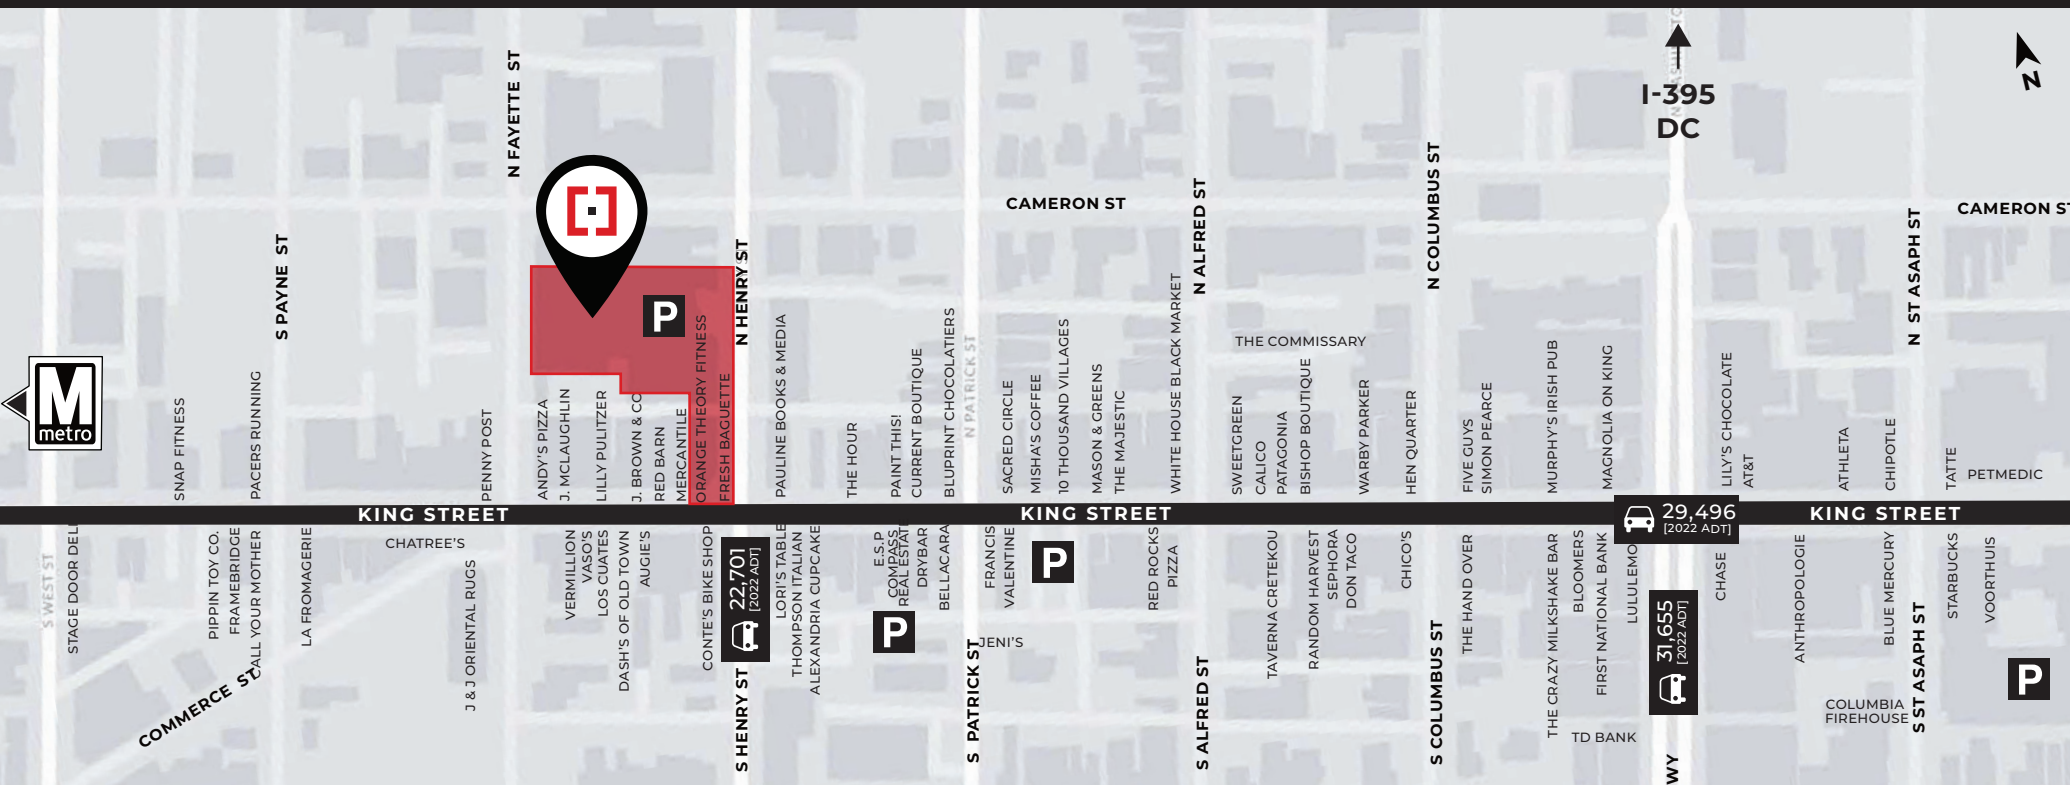 I-395
DC
N
N FAYETTE ST
CAMERON ST
CAMERON ST
S PAYNE ST
N HENRY ST
N PATRICK ST
N ALFRED ST
N COLUMBUS ST
N ST ASAPH ST
M
metro
P
SNAP FITNESS
PACERS RUNNING
PENNY POST
ANDY'S PIZZA
J. MCLAUGHLIN
LILLY PULITZER
J. BROWN & CO
RED BARN
MERCANTILE
ORANGE THEORY FITNESS
FRESH BAGUETTE
PAULINE BOOKS & MEDIA
THE HOUR
PAINT THIS!
CURRENT BOUTIQUE
BLUPRINT CHOCOLATIERS
SACRED CIRCLE
MISHA'S COFFEE
10 THOUSAND VILLAGES
MASON & GREENS
THE MAJESTIC
WHITE HOUSE BLACK MARKET
THE COMMISSARY
SWEETGREEN
CALICO
PATAGONIA
BISHOP BOUTIQUE
WARBY PARKER
HEN QUARTER
FIVE GUYS
SIMON PEARCE
MURPHY'S IRISH PUB
MAGNOLIA ON KING
LILY'S CHOCOLATE
AT&T
ATHLETA
CHIPOTLE
TATTE
PETMEDIC
KING STREET
KING STREET
29,496
[2022 ADT]
KING STREET
S WEST ST
STAGE DOOR DELI
PIPPIN TOY CO.
FRAMEBRIDGE
CALL YOUR MOTHER
LA FROMAGERIE
CHATREE'S
J & J ORIENTAL RUGS
VERMILLION
VASO'S
LOS CUATES
DASH'S OF OLD TOWN
AUGIE'S
CONTE'S BIKE SHOP
22,701
[2022 ADT]
LORI'S TABLE
THOMPSON ITALIAN
ALEXANDRIA CUPCAKE
E.S.P
COMPASS
REAL ESTATE
DRYBAR
BELLACARA
P
FRANCIS
VALENTINE
P
JENI'S
RED ROCKS
PIZZA
TAVERNA CRETEKOU
RANDOM HARVEST
SEPHORA
DON TACO
CHICO'S
THE HAND OVER
THE CRAZY MILKSHAKE BAR
BLOOMERS
FIRST NATIONAL BANK
LULULEMO
TD BANK
31,655
[2022 ADT]
CHASE
ANTHROPOLOGIE
BLUE MERCURY
COLUMBIA
FIREHOUSE
STARBUCKS
VOORTHUIS
P
COMMERCE ST
S HENRY ST
S PATRICK ST
S ALFRED ST
S COLUMBUS ST
WY
S ST ASAPH ST